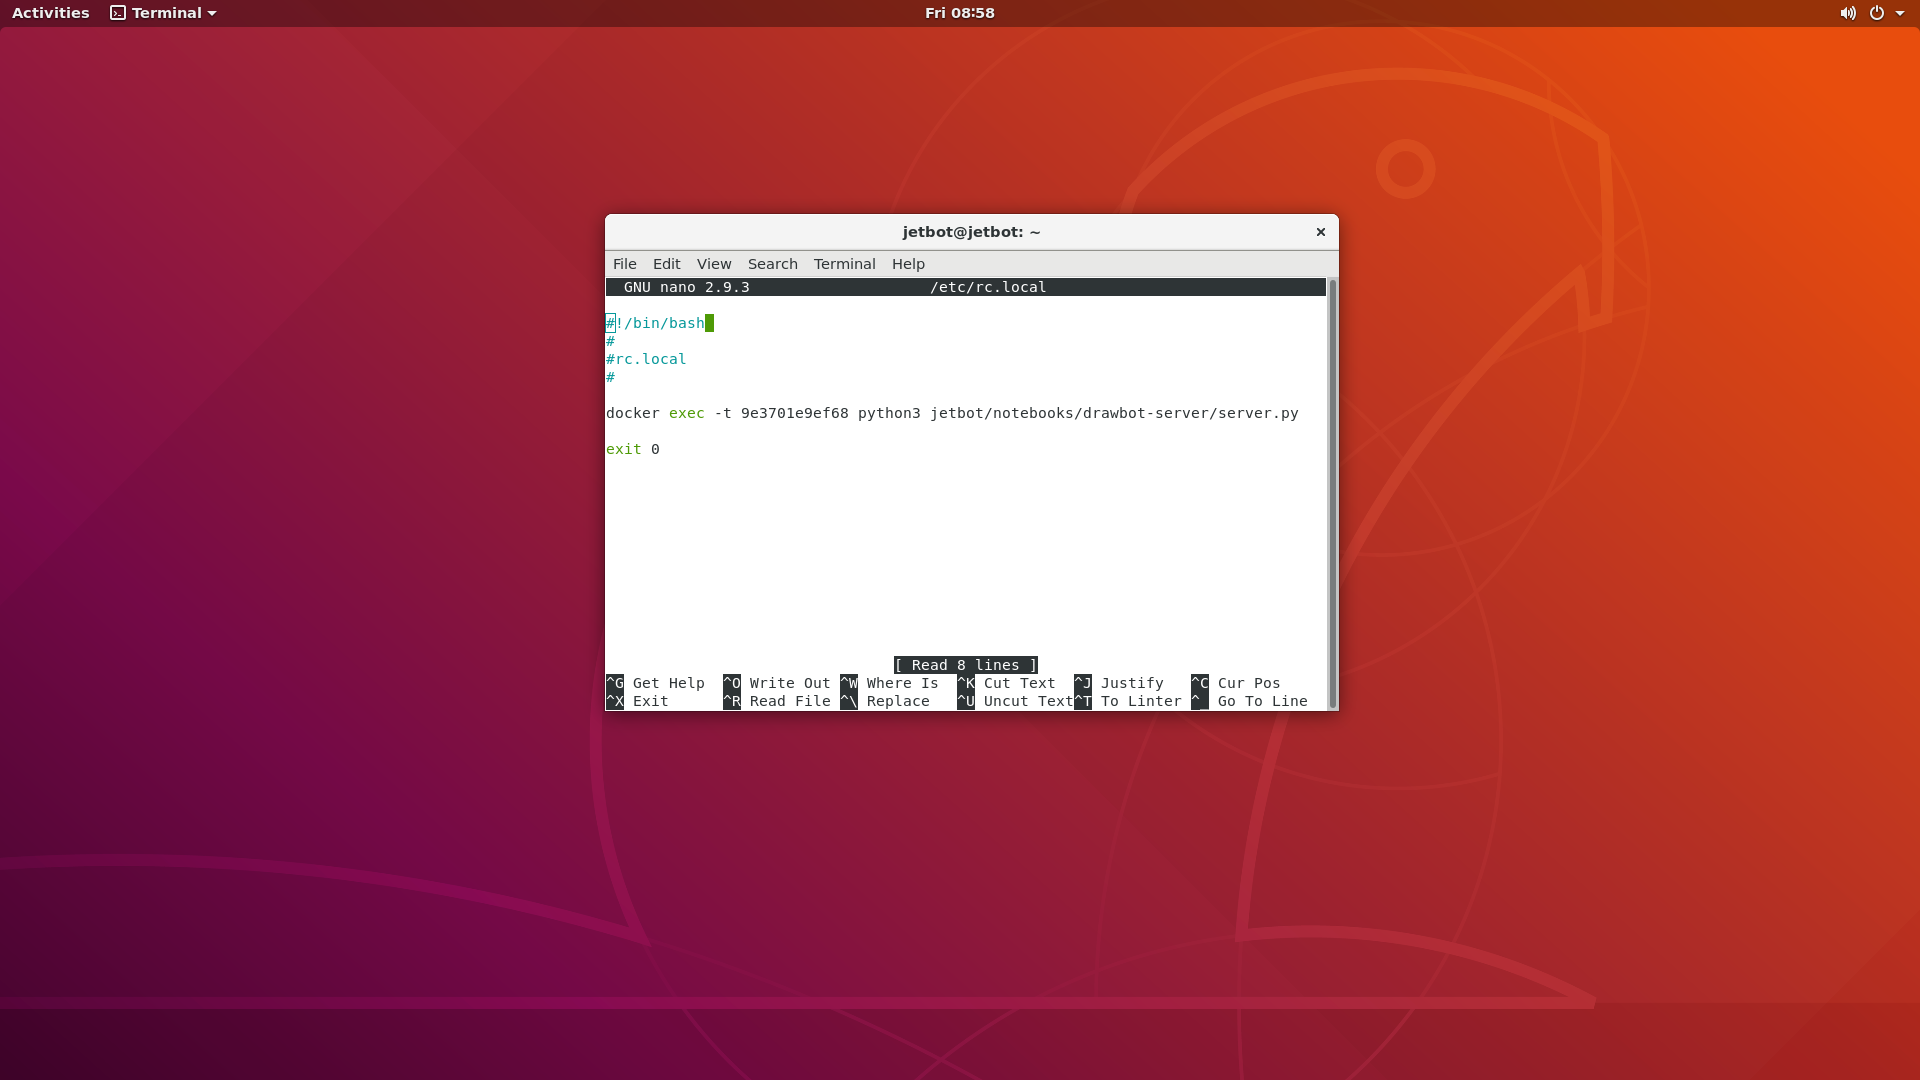 Activities Terminal Fri 08:58
jetbot@jetbot: ~
File Edit View Search Terminal Help
GNU nano 2.9.3 /etc/rc.local
#!/bin/bash
#
#rc.local
#
docker exec -t 9e3701e9ef68 python3 jetbot/notebooks/drawbot-server/server.py
exit 0
[ Read 8 lines ]
^G Get Help ^O Write Out ^W Where Is ^K Cut Text ^J Justify ^C Cur Pos
^X Exit ^R Read File ^\ Replace ^U Uncut Text ^T To Linter ^_ Go To Line